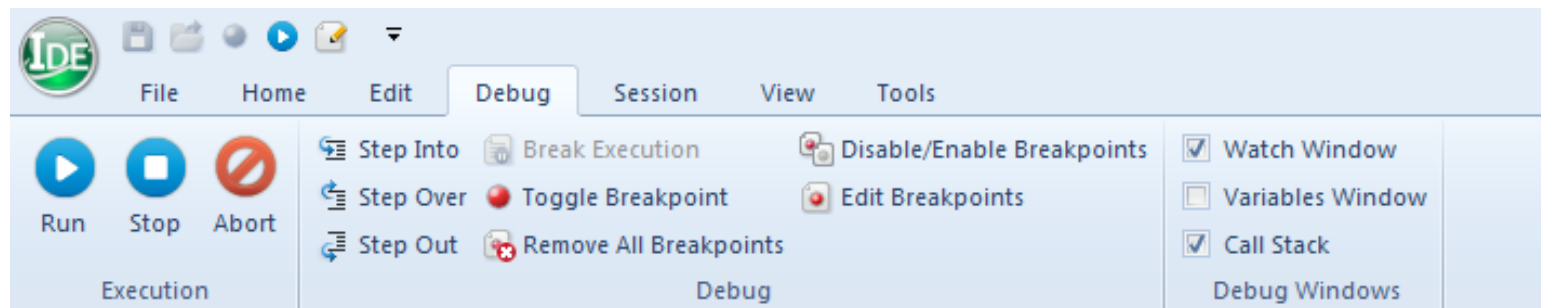 IDE
File Home Edit Debug Session View Tools
Run Stop Abort
Execution
Step Into Break Execution Disable/Enable Breakpoints
Step Over Toggle Breakpoint Edit Breakpoints
Step Out Remove All Breakpoints
Debug
Watch Window
Variables Window
Call Stack
Debug Windows